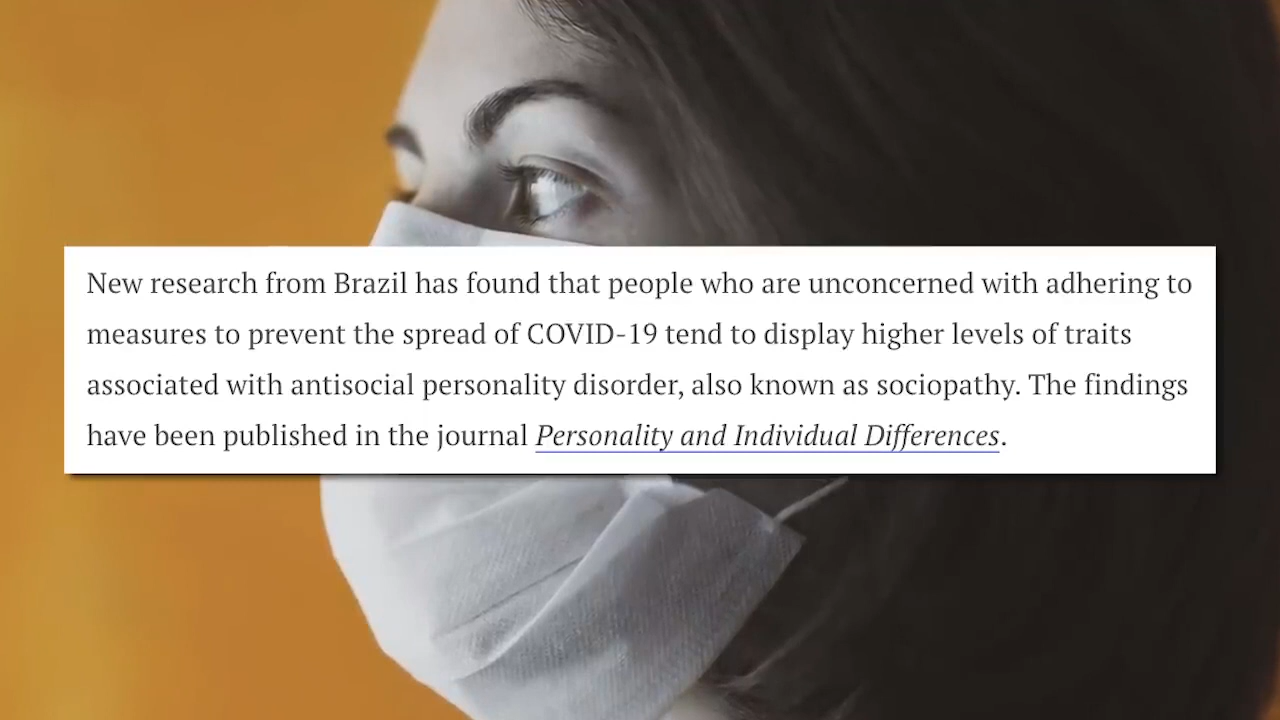 New research from Brazil has found that people who are unconcerned with adhering to
measures to prevent the spread of COVID-19 tend to display higher levels of traits
associated with antisocial personality disorder, also known as sociopathy. The findings
have been published in the journal Personality and Individual Differences.